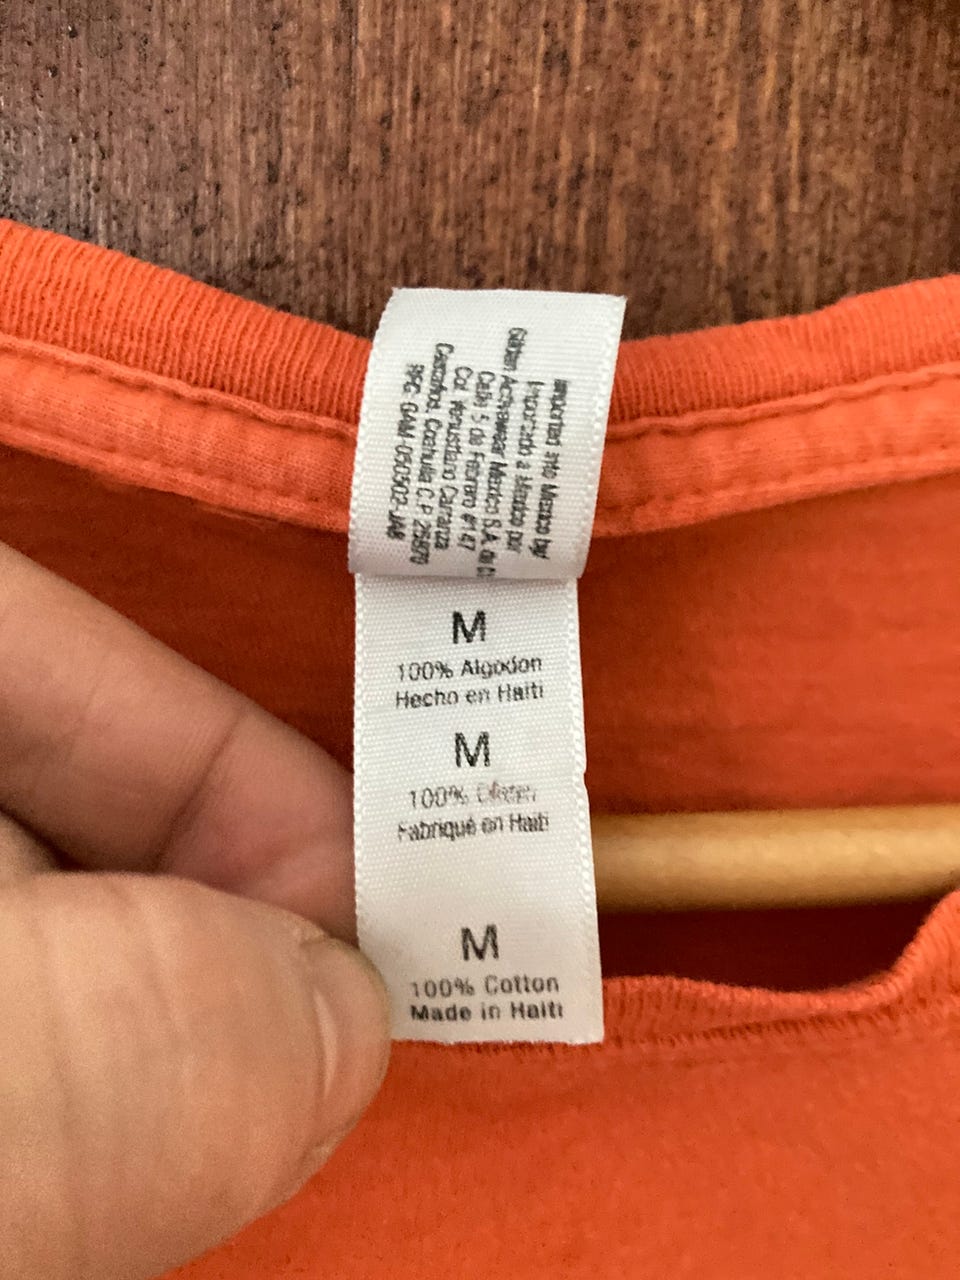 Imported into Mexico by/
Importado a Mexico por
Gildan Activewear Mexico S.A. de C.
Calle 5 de Febrero #147
Col. Venustiano Carranza
Castaños, Coahuila C.P. 25870
RFC: GAM-050502-JA8
M
100% Algodon
Hecho en Haiti
M
100%
Fabriqué en Haiti
M
100% Cotton
Made in Haiti